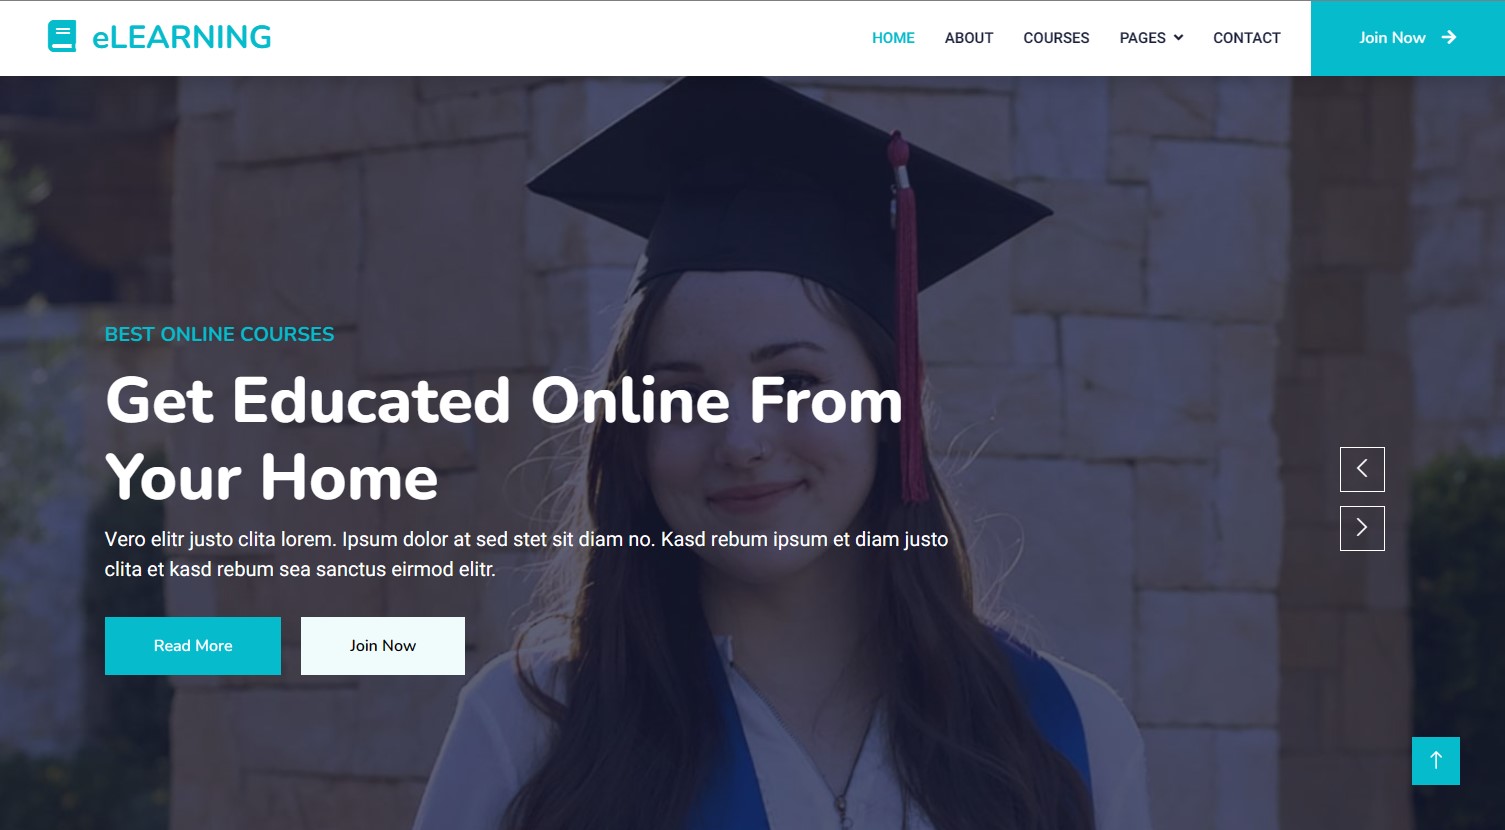 eLEARNING
HOME ABOUT COURSES PAGES CONTACT Join Now
BEST ONLINE COURSES
Get Educated Online From
Your Home
Vero elitr justo clita lorem. Ipsum dolor at sed stet sit diam no. Kasd rebum ipsum et diam justo
clita et kasd rebum sea sanctus eirmod elitr.
Read More Join Now